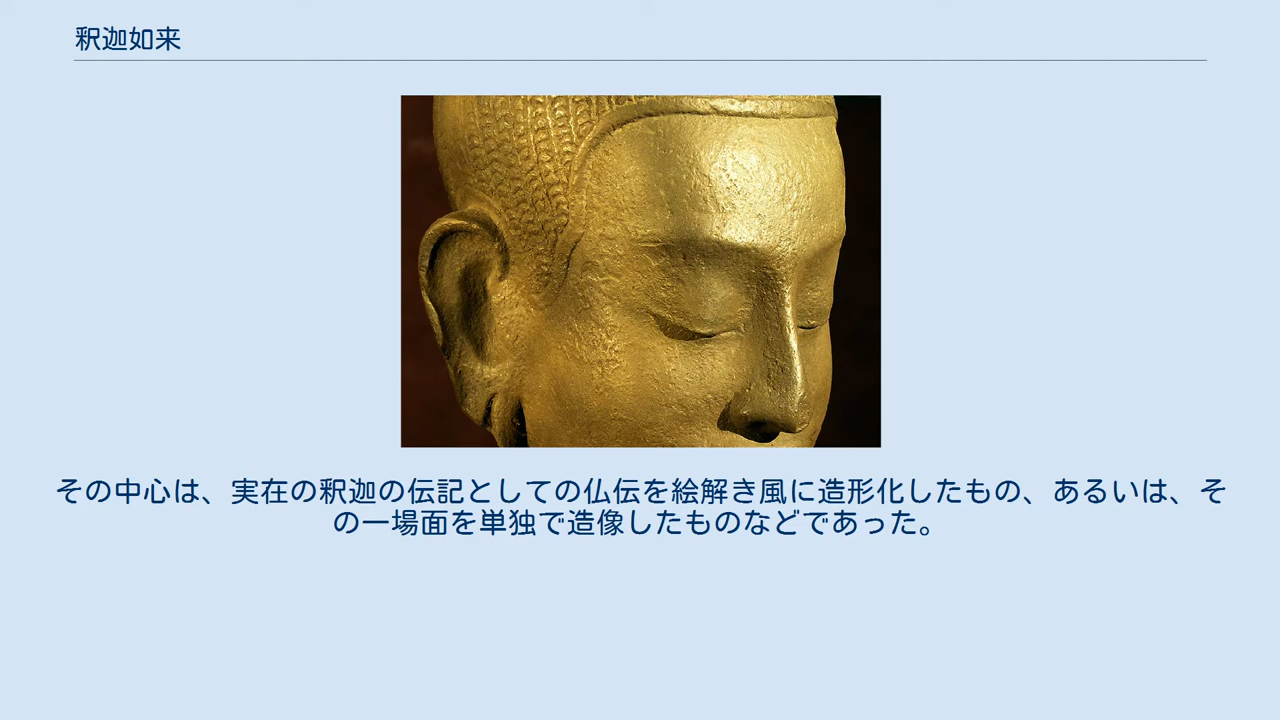 釈迦如来
その中心は、実在の釈迦の伝記としての仏伝を絵解き風に造形化したもの、あるいは、そ
の一場面を単独で造像したものなどであった。